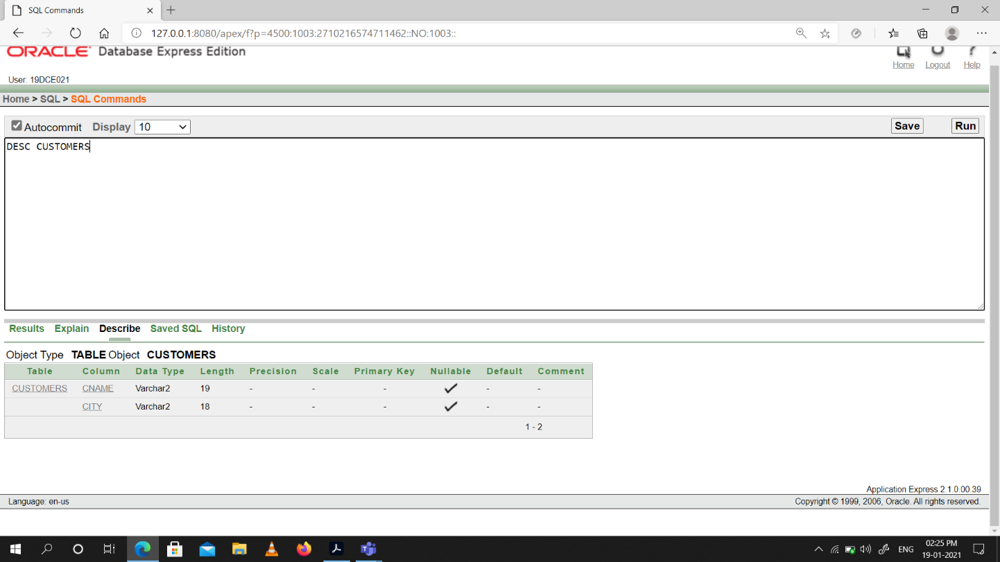 SQL Commands
127.0.0.1:8080/apex/f?p=4500:1003:2710216574711462::NO:1003::
ORACLE Database Express Edition
Home Logout Help
User: 19DCE021
Home > SQL > SQL Commands
Autocommit Display 10 Save Run
DESC CUSTOMERS
Results Explain Describe Saved SQL History
Object Type TABLE Object CUSTOMERS
Table Column Data Type Length Precision Scale Primary Key Nullable Default Comment
CUSTOMERS CNAME Varchar2 19 - - - - -
CITY Varchar2 18 - - - - -
1 - 2
Application Express 2.1.0.00.39
Language: en-us Copyright © 1999, 2006, Oracle. All rights reserved.
ENG 02:25 PM
19-01-2021